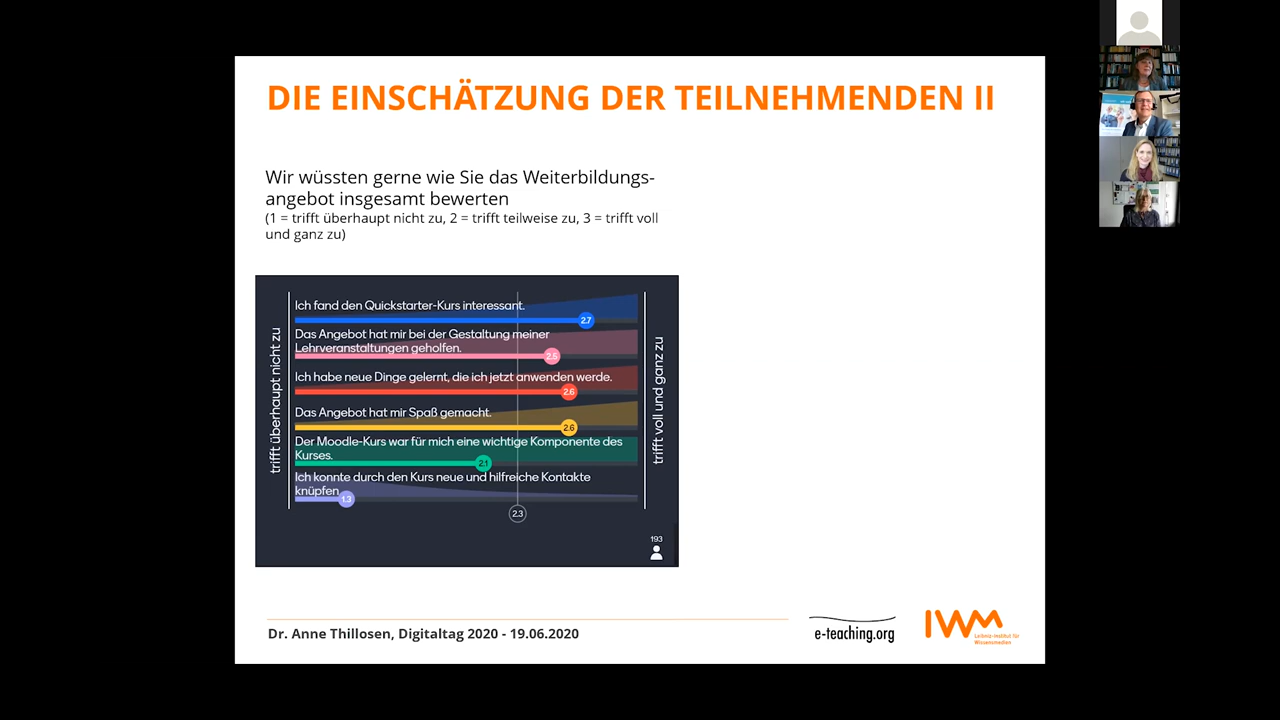 DIE EINSCHÄTZUNG DER TEILNEHMENDEN II
Wir wüssten gerne wie Sie das Weiterbildungs-
angebot insgesamt bewerten
(1 = trifft überhaupt nicht zu, 2 = trifft teilweise zu, 3 = trifft voll
und ganz zu)
trifft überhaupt nicht zu
Ich fand den Quickstarter-Kurs interessant.
2.7
Das Angebot hat mir bei der Gestaltung meiner
Lehrveranstaltungen geholfen.
2.5
Ich habe neue Dinge gelernt, die ich jetzt anwenden werde.
2.6
Das Angebot hat mir Spaß gemacht.
2.6
Der Moodle-Kurs war für mich eine wichtige Komponente des
Kurses.
2.1
Ich konnte durch den Kurs neue und hilfreiche Kontakte
knüpfen
1.3
2.3
trifft voll und ganz zu
193
Dr. Anne Thillosen, Digitaltag 2020 - 19.06.2020
e-teaching.org
IWM
Leibniz-Institut für
Wissensmedien